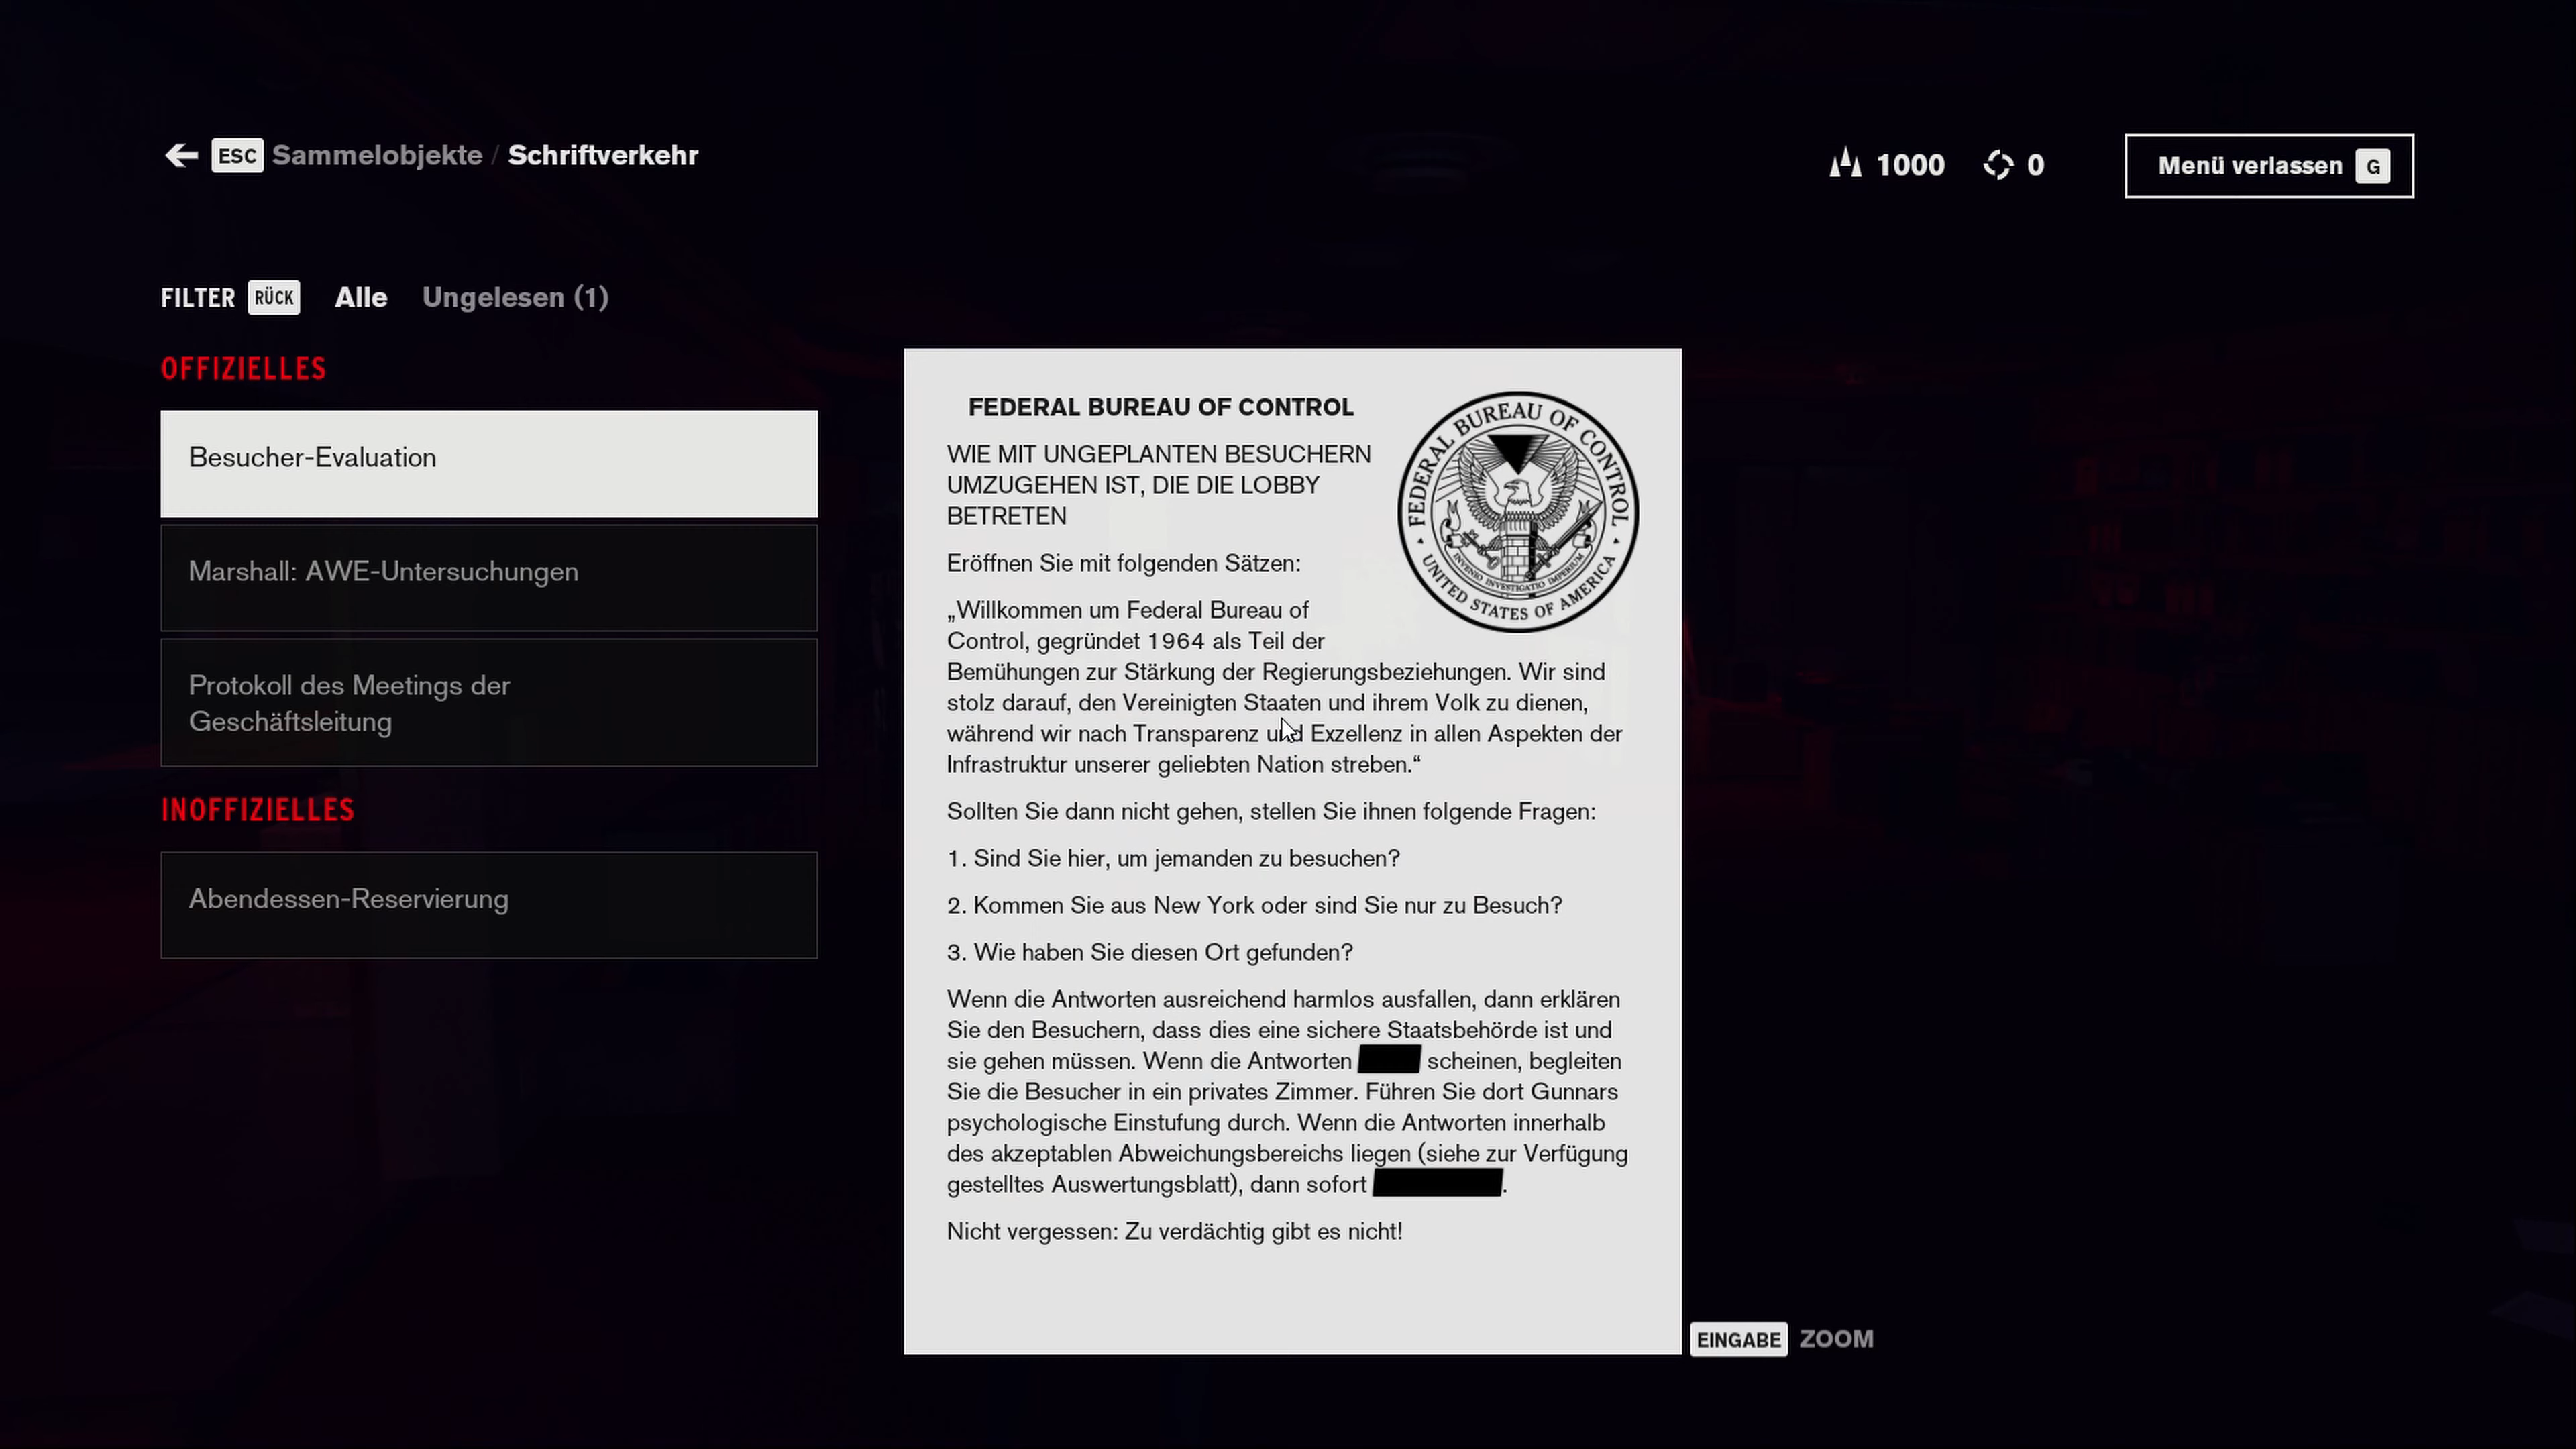 ESC Sammelobjekte / Schriftverkehr
1000 0
Menü verlassen G
FILTER RÜCK Alle Ungelesen (1)
OFFIZIELLES
Besucher-Evaluation
Marshall: AWE-Untersuchungen
Protokoll des Meetings der
Geschäftsleitung
INOFFIZIELLES
Abendessen-Reservierung
FEDERAL BUREAU OF CONTROL
WIE MIT UNGEPLANTEN BESUCHERN
UMZUGEHEN IST, DIE DIE LOBBY
BETRETEN
FEDERAL BUREAU OF CONTROL
INVENIO INVESTIGATIO IMPERIUM
UNITED STATES OF AMERICA
Eröffnen Sie mit folgenden Sätzen:
„Willkommen um Federal Bureau of
Control, gegründet 1964 als Teil der
Bemühungen zur Stärkung der Regierungsbeziehungen. Wir sind
stolz darauf, den Vereinigten Staaten und ihrem Volk zu dienen,
während wir nach Transparenz und Exzellenz in allen Aspekten der
Infrastruktur unserer geliebten Nation streben.“
Sollten Sie dann nicht gehen, stellen Sie ihnen folgende Fragen:
1. Sind Sie hier, um jemanden zu besuchen?
2. Kommen Sie aus New York oder sind Sie nur zu Besuch?
3. Wie haben Sie diesen Ort gefunden?
Wenn die Antworten ausreichend harmlos ausfallen, dann erklären
Sie den Besuchern, dass dies eine sichere Staatsbehörde ist und
sie gehen müssen. Wenn die Antworten scheinen, begleiten
Sie die Besucher in ein privates Zimmer. Führen Sie dort Gunnars
psychologische Einstufung durch. Wenn die Antworten innerhalb
des akzeptablen Abweichungsbereichs liegen (siehe zur Verfügung
gestelltes Auswertungsblatt), dann sofort .
Nicht vergessen: Zu verdächtig gibt es nicht!
EINGABE ZOOM